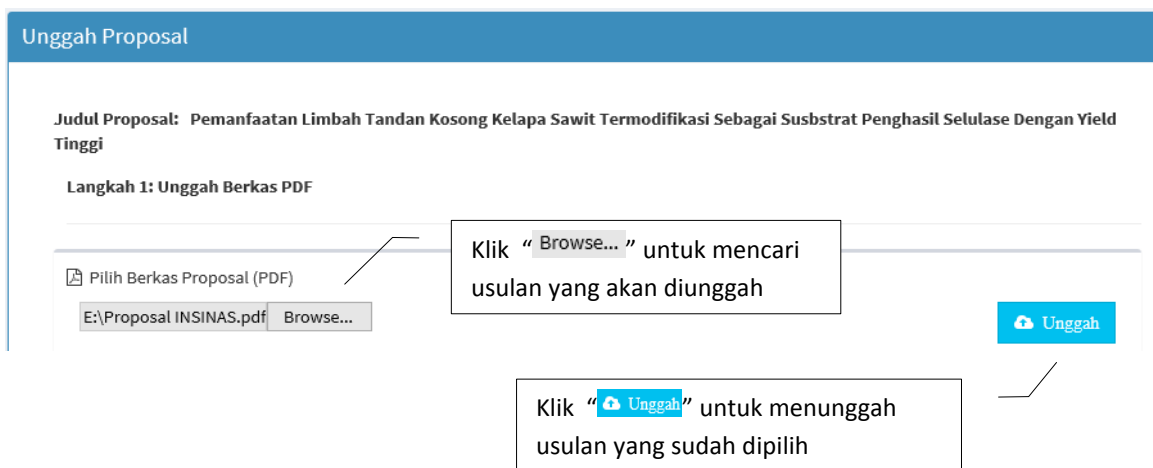 Unggah Proposal
Judul Proposal: Pemanfaatan Limbah Tandan Kosong Kelapa Sawit Termodifikasi Sebagai Susbstrat Penghasil Selulase Dengan Yield
Tinggi
Langkah 1: Unggah Berkas PDF
Klik “ Browse... ” untuk mencari
usulan yang akan diunggah
Pilih Berkas Proposal (PDF)
E:\Proposal INSINAS.pdf Browse...
Unggah
Klik “ Unggah” untuk menunggah
usulan yang sudah dipilih